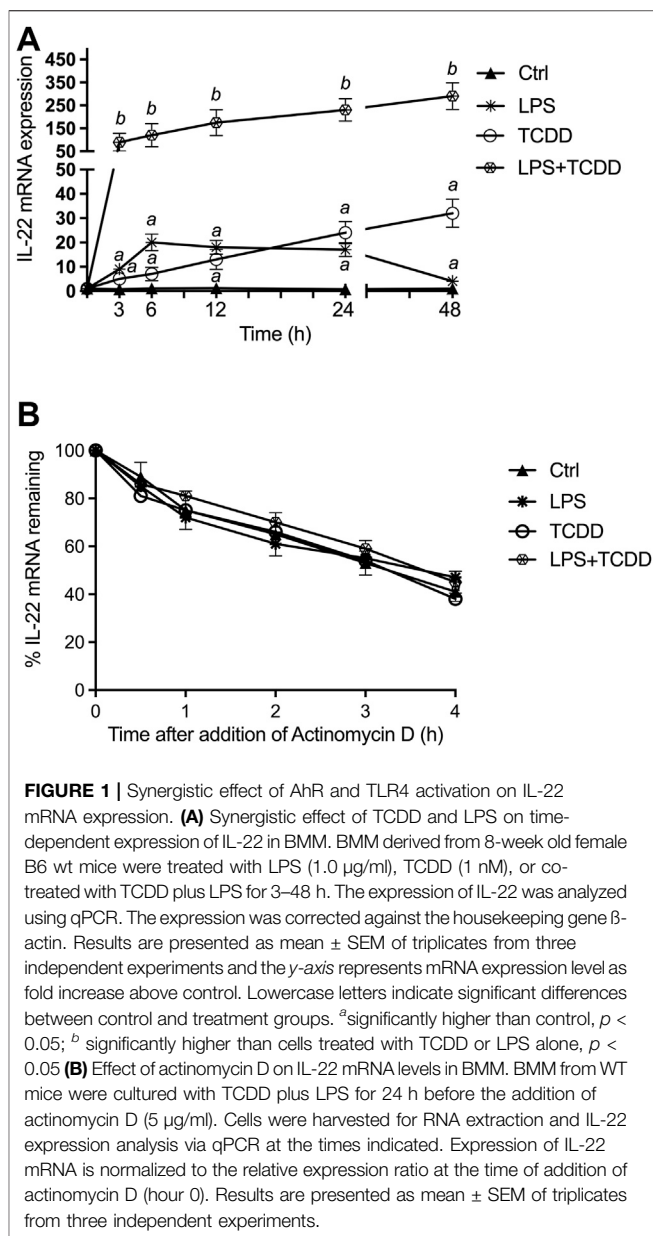 A
IL-22 mRNA expression
450
350
250
150
50
50
40
30
20
10
0
b
b
b
b
b
a
a
a
a
a
a
a
a
a
a
3
6
12
24
48
Time (h)
Ctrl
LPS
TCDD
LPS+TCDD
B
% IL-22 mRNA remaining
100
80
60
40
20
0
0
1
2
3
4
Time after addition of Actinomycin D (h)
Ctrl
LPS
TCDD
LPS+TCDD
FIGURE 1 | Synergistic effect of AhR and TLR4 activation on IL-22
mRNA expression. (A) Synergistic effect of TCDD and LPS on time-
dependent expression of IL-22 in BMM. BMM derived from 8-week old female
B6 wt mice were treated with LPS (1.0 µg/ml), TCDD (1 nM), or co-
treated with TCDD plus LPS for 3–48 h. The expression of IL-22 was analyzed
using qPCR. The expression was corrected against the housekeeping gene ß-
actin. Results are presented as mean ± SEM of triplicates from three
independent experiments and the y-axis represents mRNA expression level as
fold increase above control. Lowercase letters indicate significant differences
between control and treatment groups. ᵃsignificantly higher than control, p <
0.05; ᵇ significantly higher than cells treated with TCDD or LPS alone, p <
0.05 (B) Effect of actinomycin D on IL-22 mRNA levels in BMM. BMM from WT
mice were cultured with TCDD plus LPS for 24 h before the addition of
actinomycin D (5 µg/ml). Cells were harvested for RNA extraction and IL-22
expression analysis via qPCR at the times indicated. Expression of IL-22
mRNA is normalized to the relative expression ratio at the time of addition of
actinomycin D (hour 0). Results are presented as mean ± SEM of triplicates
from three independent experiments.